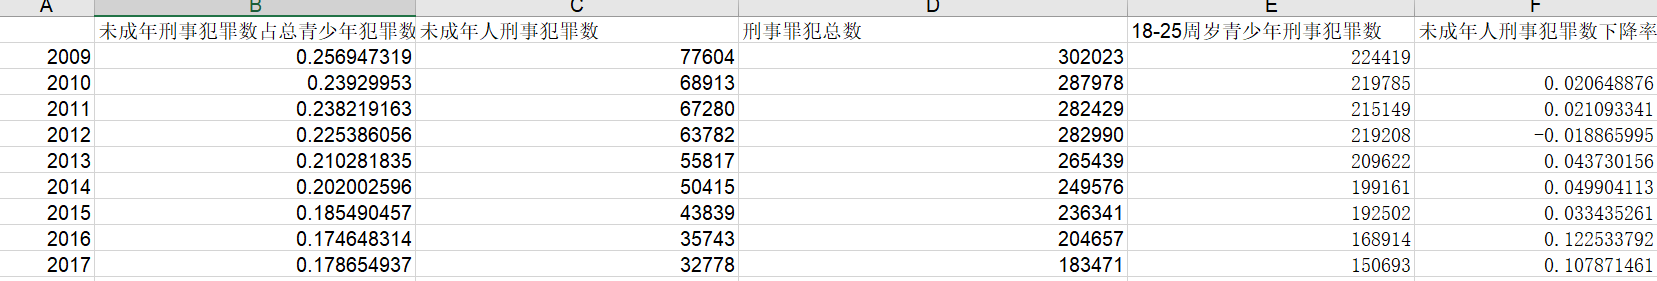 A B C D E F
未成年刑事犯罪数占总青少年犯罪数 未成年人刑事犯罪数 刑事罪犯总数 18-25周岁青少年刑事犯罪数 未成年人刑事犯罪数下降率
2009 0.256947319 77604 302023 224419
2010 0.23929953 68913 287978 219785 0.020648876
2011 0.238219163 67280 282429 215149 0.021093341
2012 0.225386056 63782 282990 219208 -0.018865995
2013 0.210281835 55817 265439 209622 0.043730156
2014 0.202002596 50415 249576 199161 0.049904113
2015 0.185490457 43839 236341 192502 0.033435261
2016 0.174648314 35743 204657 168914 0.122533792
2017 0.178654937 32778 183471 150693 0.107871461